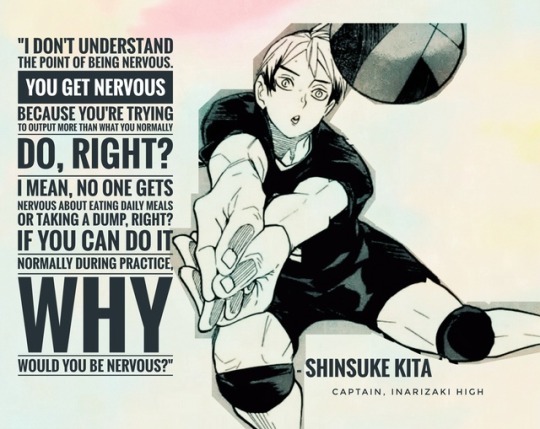 "I DON'T UNDERSTAND
THE POINT OF BEING NERVOUS.
YOU GET NERVOUS
BECAUSE YOU'RE TRYING
TO OUTPUT MORE THAN WHAT YOU NORMALLY
DO, RIGHT?
I MEAN, NO ONE GETS
NERVOUS ABOUT EATING DAILY MEALS
OR TAKING A DUMP, RIGHT?
IF YOU CAN DO IT
NORMALLY DURING PRACTICE,
WHY
WOULD YOU BE NERVOUS?"
- SHINSUKE KITA
CAPTAIN, INARIZAKI HIGH